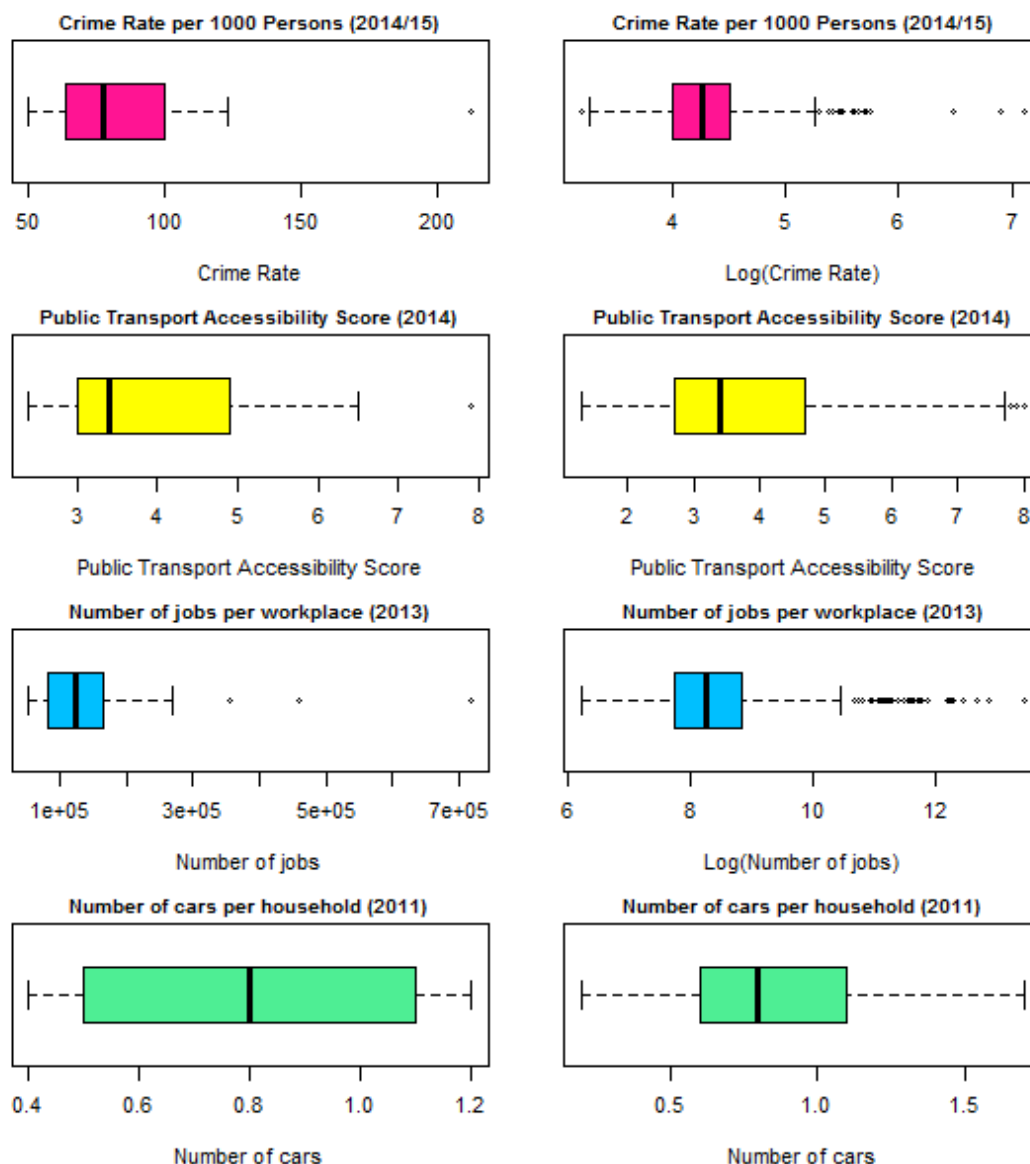 Crime Rate per 1000 Persons (2014/15)
50 100 150 200
Crime Rate
Crime Rate per 1000 Persons (2014/15)
4 5 6 7
Log(Crime Rate)
Public Transport Accessibility Score (2014)
3 4 5 6 7 8
Public Transport Accessibility Score
Public Transport Accessibility Score (2014)
2 3 4 5 6 7 8
Public Transport Accessibility Score
Number of jobs per workplace (2013)
1e+05 3e+05 5e+05 7e+05
Number of jobs
Number of jobs per workplace (2013)
6 8 10 12
Log(Number of jobs)
Number of cars per household (2011)
0.4 0.6 0.8 1.0 1.2
Number of cars
Number of cars per household (2011)
0.5 1.0 1.5
Number of cars